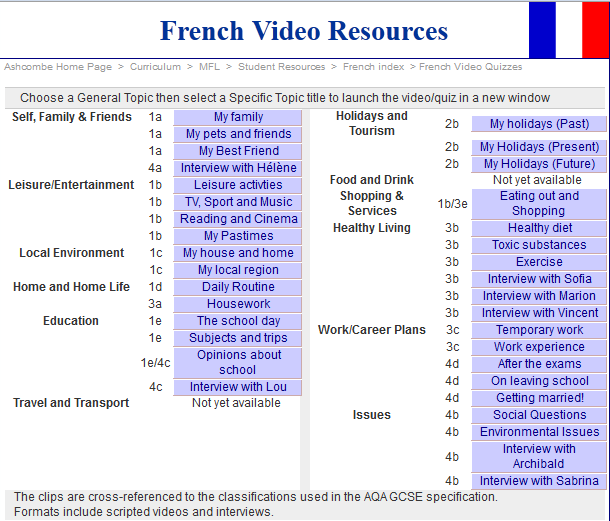 French Video Resources
Ashcombe Home Page > Curriculum > MFL > Student Resources > French index > French Video Quizzes
Choose a General Topic then select a Specific Topic title to launch the video/quiz in a new window
Self, Family & Friends 1a My family
1a My pets and friends
1a My Best Friend
4a Interview with Hélène
Leisure/Entertainment 1b Leisure activties
1b TV, Sport and Music
1b Reading and Cinema
1b My Pastimes
Local Environment 1c My house and home
1c My local region
Home and Home Life 1d Daily Routine
3a Housework
Education 1e The school day
1e Subjects and trips
1e/4c Opinions about
school
4c Interview with Lou
Travel and Transport Not yet available
Holidays and
Tourism 2b My holidays (Past)
2b My Holidays (Present)
2b My Holidays (Future)
Food and Drink Not yet available
Shopping &
Services 1b/3e Eating out and
Shopping
Healthy Living 3b Healthy diet
3b Toxic substances
3b Exercise
3b Interview with Sofia
3b Interview with Marion
3b Interview with Vincent
Work/Career Plans 3c Temporary work
3c Work experience
4d After the exams
4d On leaving school
4d Getting married!
Issues 4b Social Questions
4b Environmental Issues
4b Interview with
Archibald
4b Interview with Sabrina
The clips are cross-referenced to the classifications used in the AQA GCSE specification.
Formats include scripted videos and interviews.